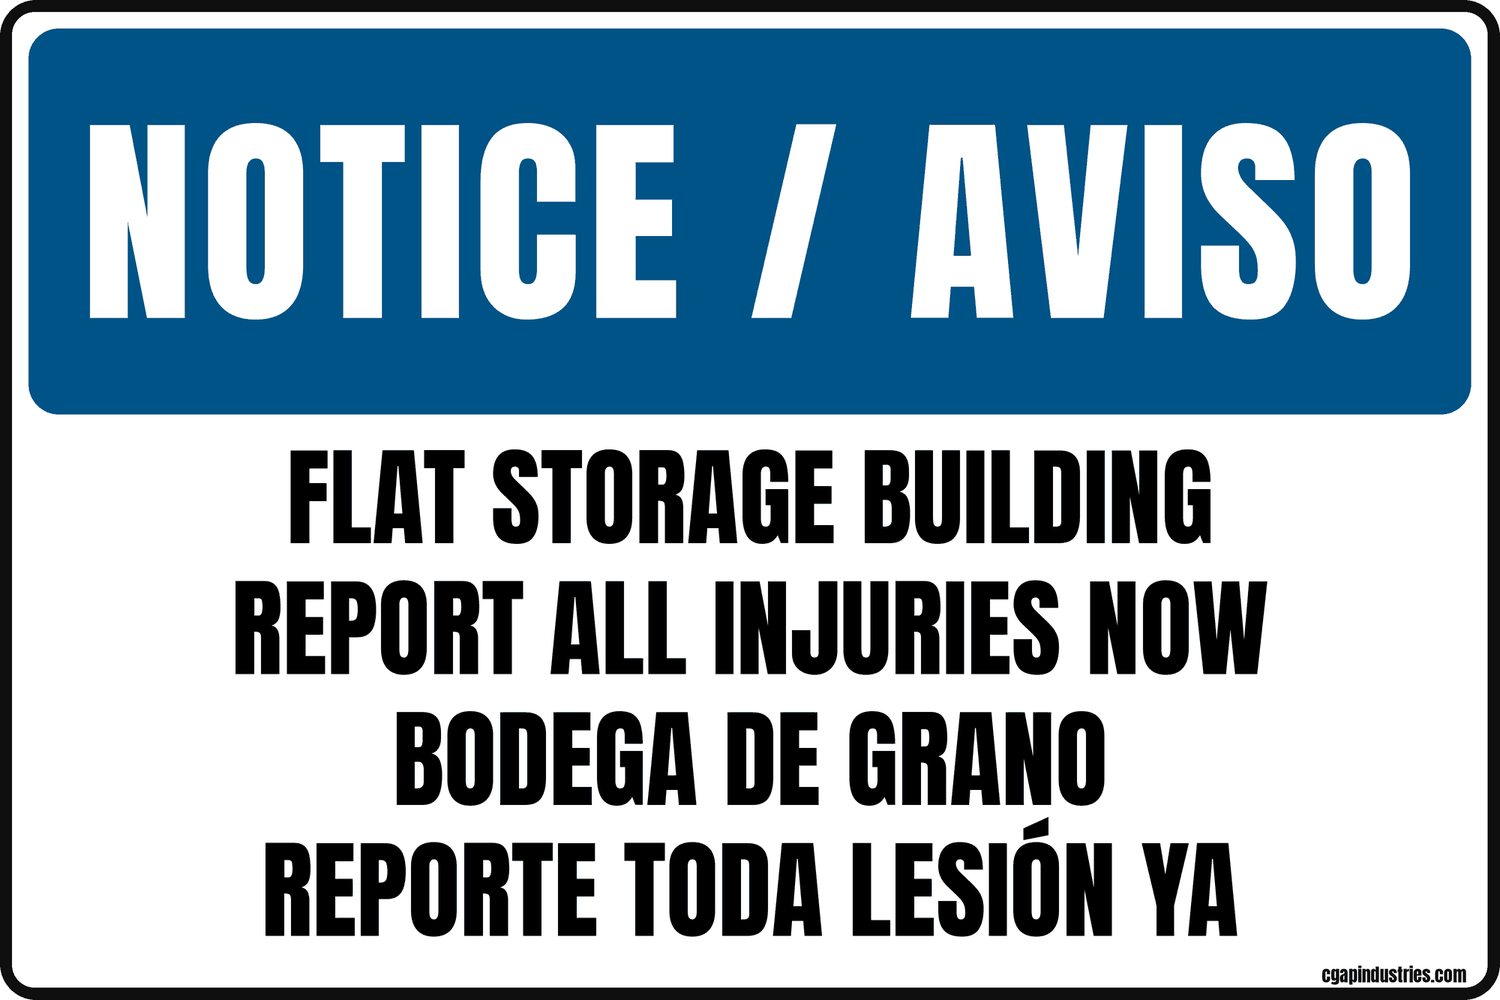 NOTICE / AVISO
FLAT STORAGE BUILDING
REPORT ALL INJURIES NOW
BODEGA DE GRANO
REPORTE TODA LESIÓN YA
cgapindustries.com